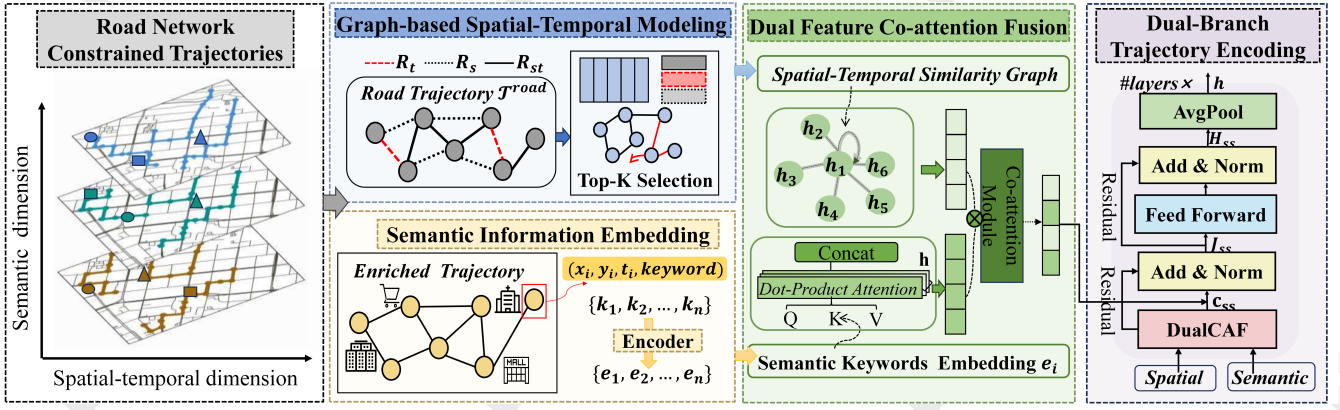 Road Network
Constrained Trajectories
Semantic dimension
Spatial-temporal dimension
Graph-based Spatial-Temporal Modeling
R_t R_s R_st
Road Trajectory 𝒯^road
Top-K Selection
Semantic Information Embedding
Enriched Trajectory
MALL
(x_i, y_i, t_i, keyword)
{k_1, k_2, ..., k_n}
Encoder
{e_1, e_2, ..., e_n}
Dual Feature Co-attention Fusion
Spatial-Temporal Similarity Graph
h_2
h_1 h_6
h_3
h_4 h_5
Co-attention
Module
Concat
h
Dot-Product Attention
Q K V
Semantic Keywords Embedding e_i
Dual-Branch
Trajectory Encoding
#layers× h
AvgPool
H_ss
Add & Norm
Residual
Feed Forward
I_ss
Add & Norm
Residual
c_ss
DualCAF
Spatial Semantic